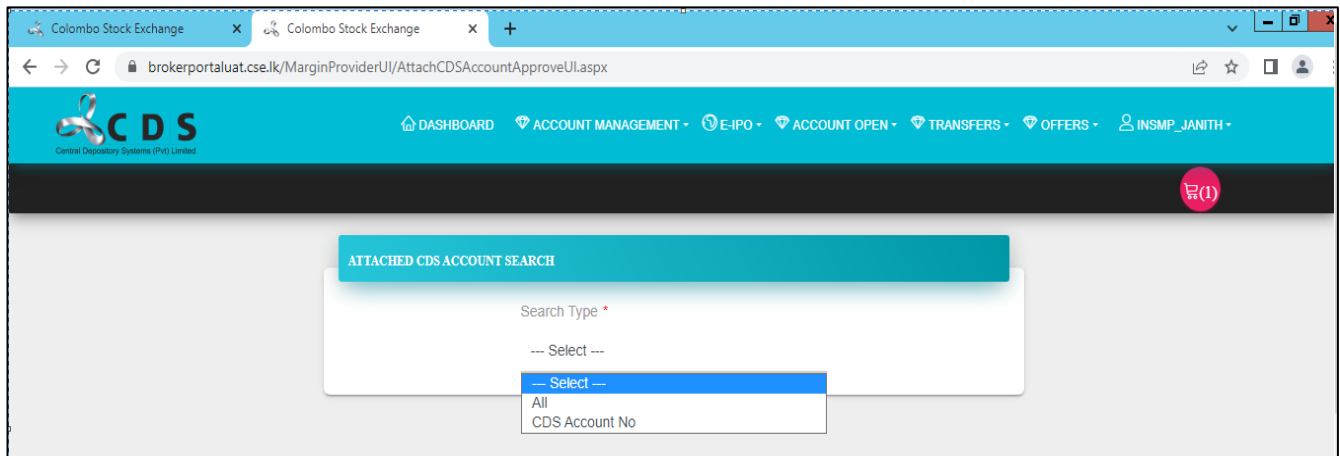 Colombo Stock Exchange
Colombo Stock Exchange
brokerportaluat.cse.lk/MarginProviderUI/AttachCDSAccountApproveUI.aspx
CDS
Central Depository Systems (Pvt) Limited
DASHBOARD
ACCOUNT MANAGEMENT
E-IPO
ACCOUNT OPEN
TRANSFERS
OFFERS
INSMP_JANITH
(1)
ATTACHED CDS ACCOUNT SEARCH
Search Type *
--- Select ---
--- Select ---
All
CDS Account No